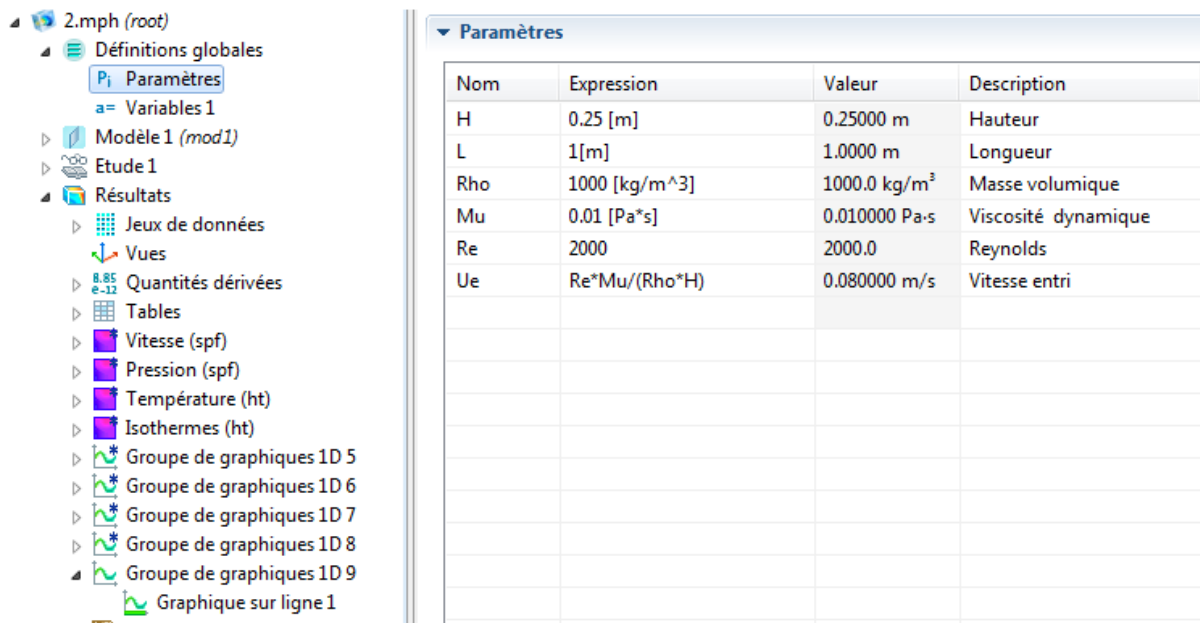 2.mph (root)
Définitions globales
Pi Paramètres
a= Variables 1
Modèle 1 (mod1)
Etude 1
Résultats
Jeux de données
Vues
8.85
e-12 Quantités dérivées
Tables
Vitesse (spf)
Pression (spf)
Température (ht)
Isothermes (ht)
Groupe de graphiques 1D 5
Groupe de graphiques 1D 6
Groupe de graphiques 1D 7
Groupe de graphiques 1D 8
Groupe de graphiques 1D 9
Graphique sur ligne 1
Paramètres
Nom Expression Valeur Description
H 0.25 [m] 0.25000 m Hauteur
L 1[m] 1.0000 m Longueur
Rho 1000 [kg/m^3] 1000.0 kg/m³ Masse volumique
Mu 0.01 [Pa*s] 0.010000 Pa·s Viscosité dynamique
Re 2000 2000.0 Reynolds
Ue Re*Mu/(Rho*H) 0.080000 m/s Vitesse entri